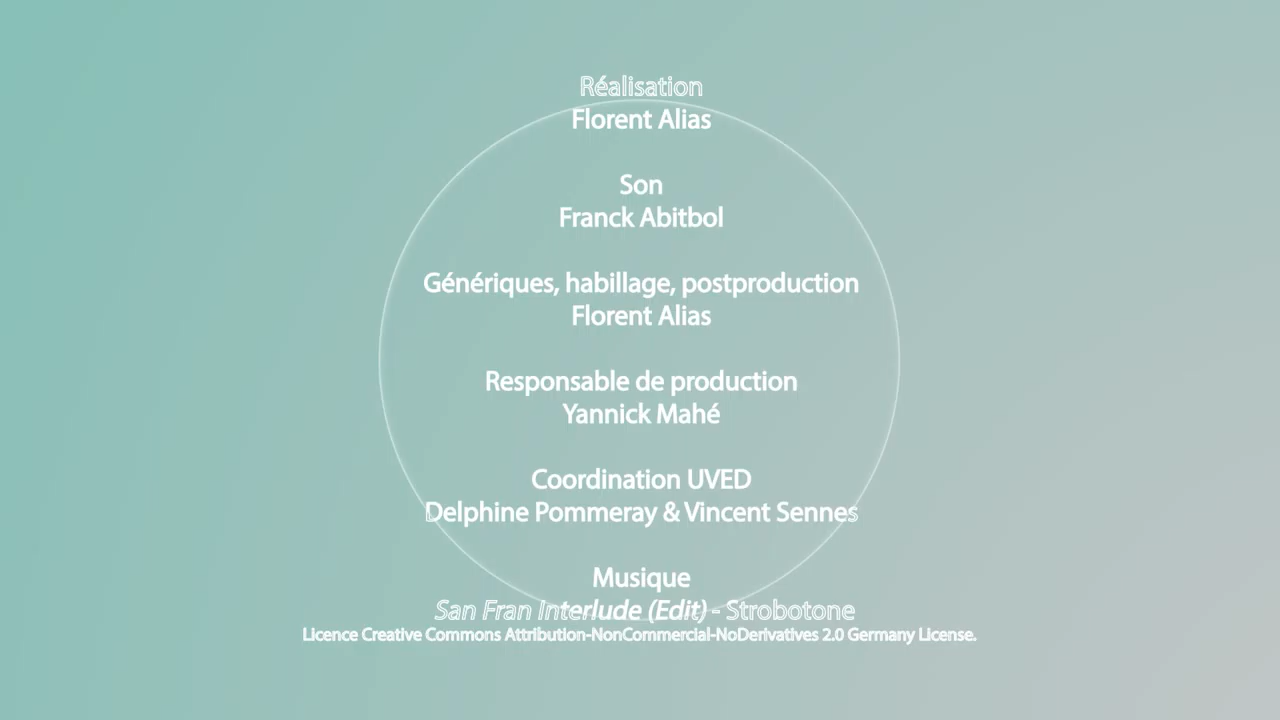 Réalisation
Florent Alias
Son
Franck Abitbol
Génériques, habillage, postproduction
Florent Alias
Responsable de production
Yannick Mahé
Coordination UVED
Delphine Pommeray & Vincent Sennes
Musique
San Fran Interlude (Edit) - Strobotone
Licence Creative Commons Attribution-NonCommercial-NoDerivatives 2.0 Germany License.